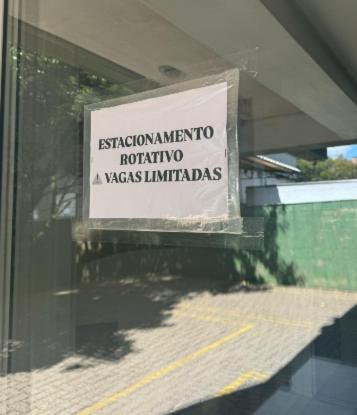 ESTACIONAMENTO
ROTATIVO
⚠ VAGAS LIMITADAS